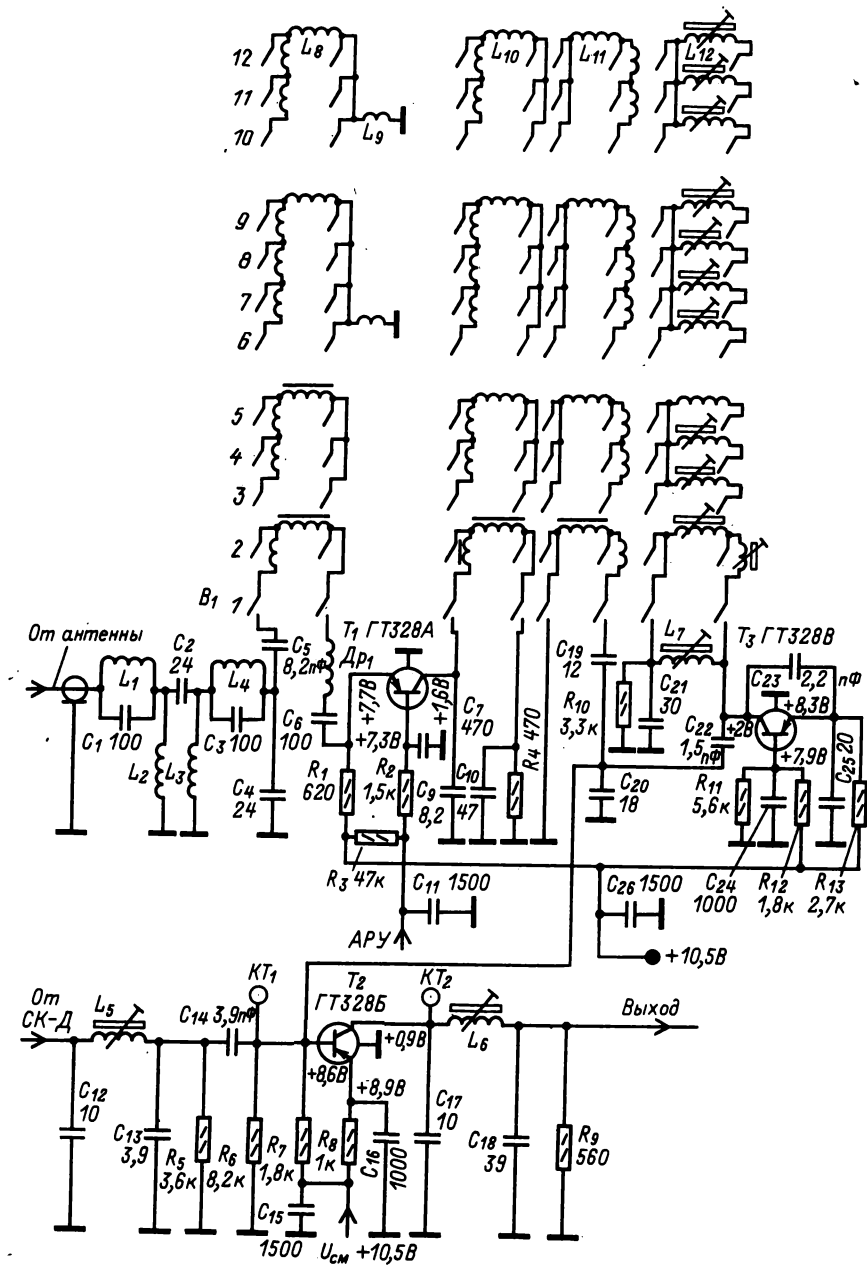 12
L8
L10
L11
L12
11
10
L9
9
8
7
6
5
4
3
2
В1
1
От антенны
C2
24
C5
8,2пФ
T1 ГТ328А
Др1
C19
12
L7
T3 ГТ328В
L1
L4
C1 100
C3 100
L2
L3
C4
24
C6
100
+7,7В
+7,3В
+1,6В
C7
470
R4 470
R10
3,3к
C21
30
C23
2,2 пФ
+8,3В
C22
1,5пФ
+2В
+7,9В
R1
620
R2
1,5к
C9
8,2
C10
47
C20
18
R11
5,6к
C25 20
R3 47к
C24
1000
R12
1,8к
R13
2,7к
C11 1500
C26 1500
АРУ
+10,5В
От
СК-Д
L5
C14 3,9пФ
КТ1
T2
ГТ328Б
КТ2
L6
Выход
+0,9В
+8,6В
+8,9В
C12
10
C13
3,9
R5
3,6к
R6
8,2к
R7
1,8к
R8
1к
C16
1000
C17
10
C18
39
R9
560
C15
1500
Uсм +10,5В